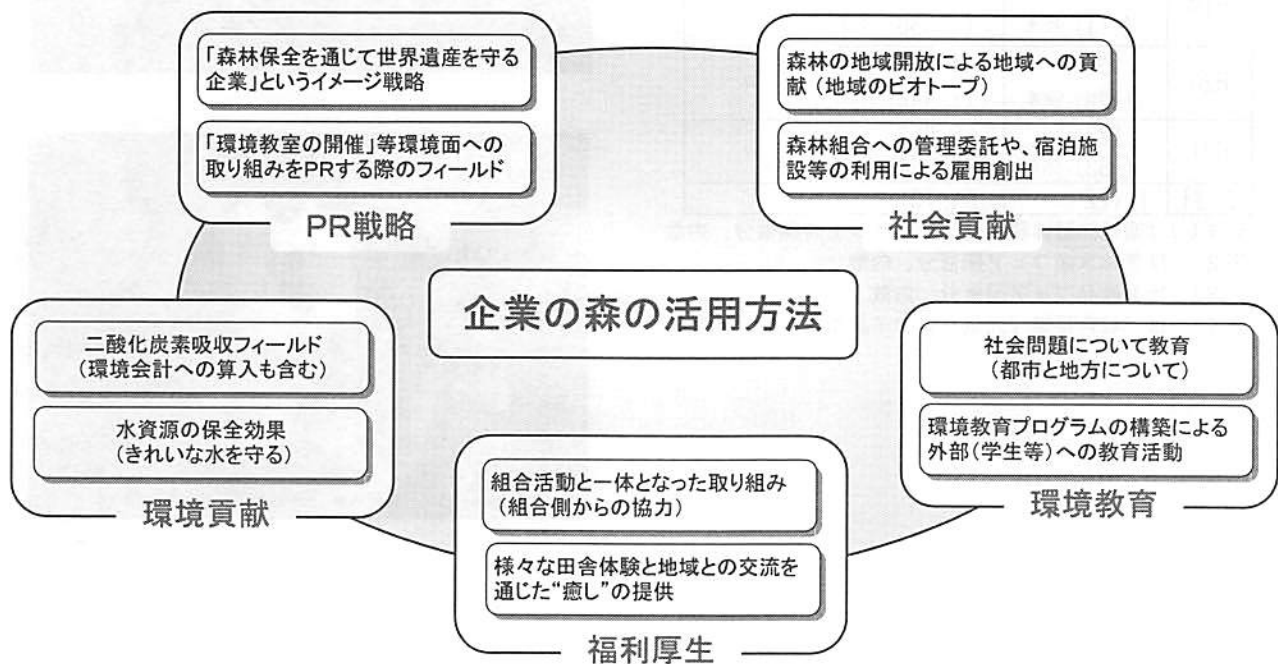 「森林保全を通じて世界遺産を守る
企業」というイメージ戦略
「環境教室の開催」等環境面への
取り組みをPRする際のフィールド
PR戦略
森林の地域開放による地域への貢
献（地域のビオトープ）
森林組合への管理委託や、宿泊施
設等の利用による雇用創出
社会貢献
企業の森の活用方法
二酸化炭素吸収フィールド
（環境会計への算入も含む）
水資源の保全効果
（きれいな水を守る）
環境貢献
社会問題について教育
（都市と地方について）
環境教育プログラムの構築による
外部（学生等）への教育活動
環境教育
組合活動と一体となった取り組み
（組合側からの協力）
様々な田舎体験と地域との交流を
通じた“癒し”の提供
福利厚生